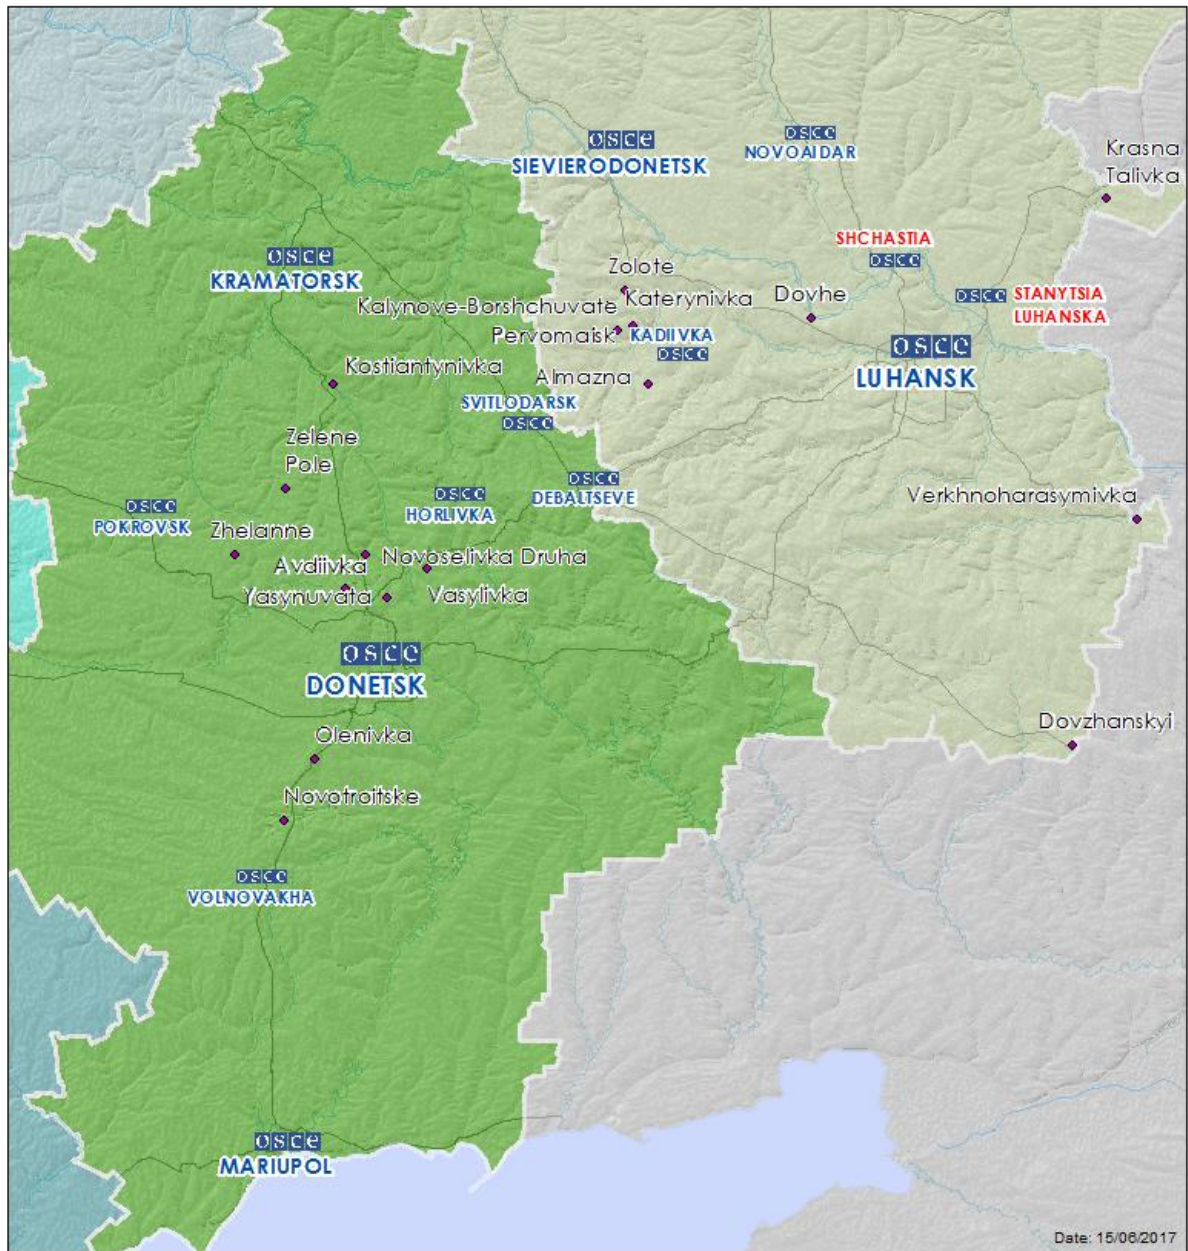 osce
SIEVIERODONETSK
osce
NOVOAIDAR
Krasna
Talivka
osce
KRAMATORSK
SHCHASTIA
osce
Zolote
Kalynove-Borshchuvate
Katerynivka
Dovhe
osce
STANYTSIA
LUHANSKA
Pervomaisk
KADIIVKA
osce
osce
LUHANSK
Kostiantynivka
Almazna
SVITLODARSK
osce
Zelene
Pole
osce
POKROVSK
osce
HORLIVKA
osce
DEBALTSEVE
Verkhnoharasymivka
Zhelanne
Avdiivka
Novoselivka Druha
Yasynuvata
Vasylivka
osce
DONETSK
Olenivka
Dovzhanskyi
Novotroitske
osce
VOLNOVAKHA
osce
MARIUPOL
Date: 15/06/2017